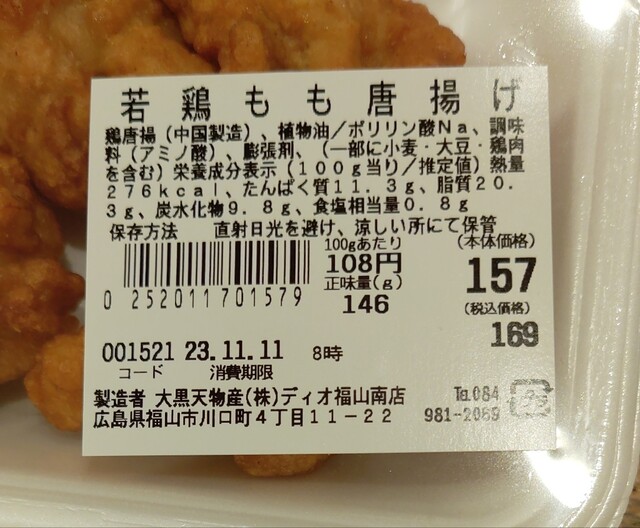 若鶏もも唐揚げ
鶏唐揚（中国製造）、植物油／ポリリン酸Ｎａ、調味
料（アミノ酸）、膨張剤、（一部に小麦・大豆・鶏肉
を含む）栄養成分表示（１００ｇ当り／推定値）熱量
２７６ｋｃａｌ、たんぱく質１１．３ｇ、脂質２０．
３ｇ、炭水化物９．８ｇ、食塩相当量０．８ｇ
保存方法　直射日光を避け、涼しい所にて保管
100gあたり
108円
正味量(g)
146
(本体価格)
157
(税込価格)
169
0 252011701579
001521 23.11.11 8時
コード 消費期限
製造者 大黒天物産(株)ディオ福山南店
広島県福山市川口町４丁目１１－２２
℡084
981-2069
プラ